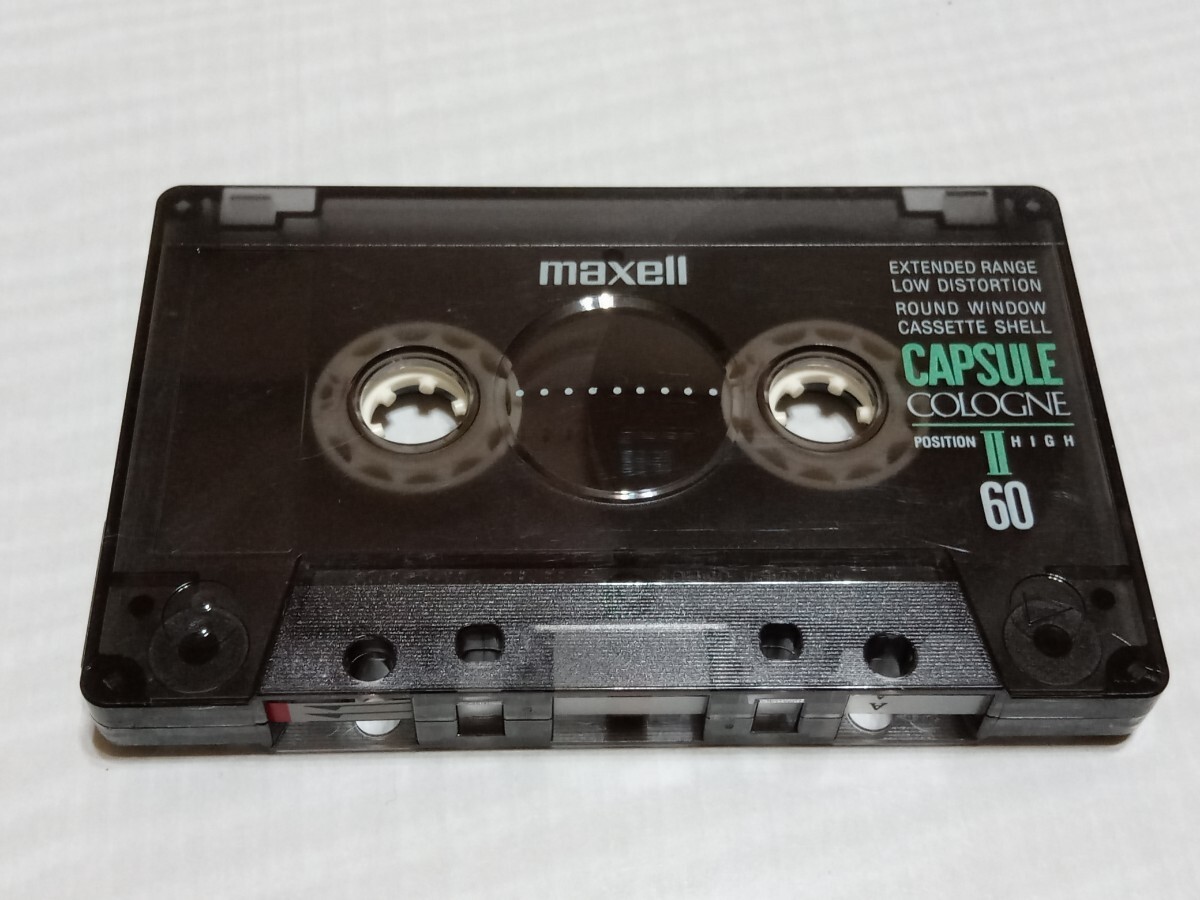 maxell
EXTENDED RANGE
LOW DISTORTION
ROUND WINDOW
CASSETTE SHELL
CAPSULE
COLOGNE
POSITION II HIGH
60
A